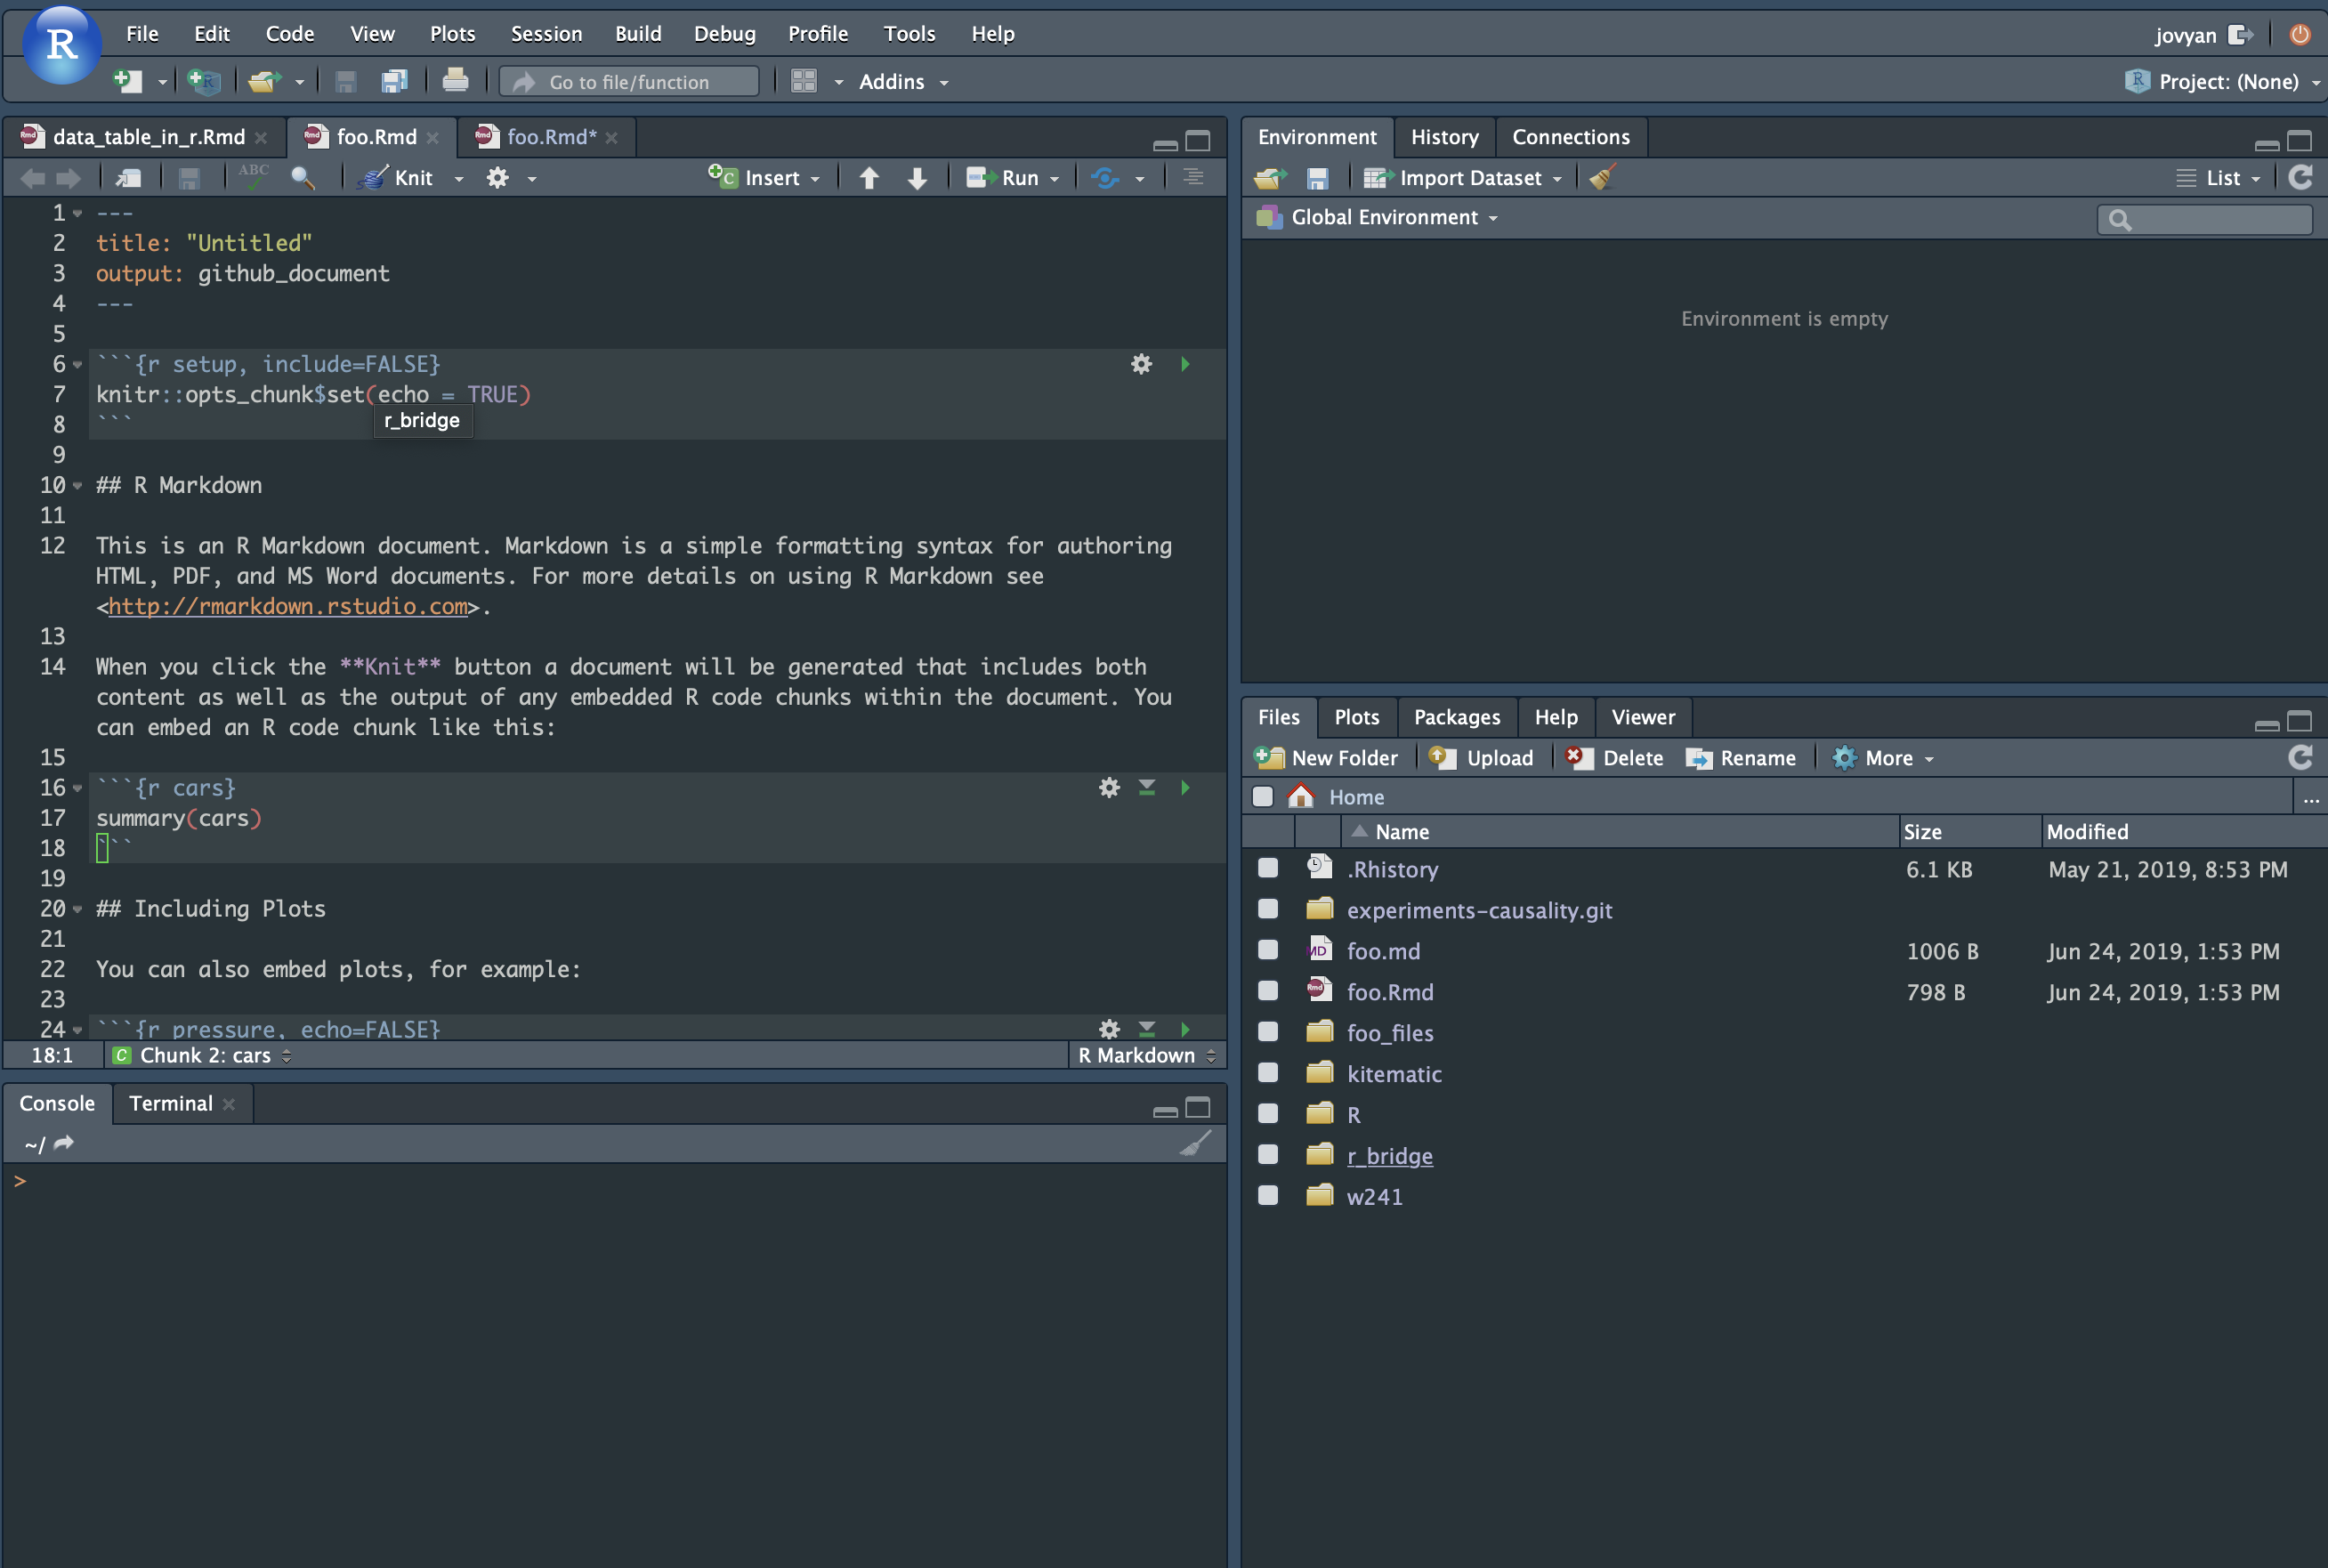 R
File Edit Code View Plots Session Build Debug Profile Tools Help
jovyan
Go to file/function
Addins
Project: (None)
data_table_in_r.Rmd foo.Rmd foo.Rmd*
ABC Knit Insert Run
1 ---
2 title: "Untitled"
3 output: github_document
4 ---
5
6 ```{r setup, include=FALSE}
7 knitr::opts_chunk$set(echo = TRUE)
r_bridge
8 ```
9
10 ## R Markdown
11
12 This is an R Markdown document. Markdown is a simple formatting syntax for authoring
HTML, PDF, and MS Word documents. For more details on using R Markdown see
<http://rmarkdown.rstudio.com>.
13
14 When you click the **Knit** button a document will be generated that includes both
content as well as the output of any embedded R code chunks within the document. You
can embed an R code chunk like this:
15
16 ```{r cars}
17 summary(cars)
18 ```
19
20 ## Including Plots
21
22 You can also embed plots, for example:
23
24 ```{r pressure, echo=FALSE}
18:1 C Chunk 2: cars R Markdown
Console Terminal
~/
>
Environment History Connections
Import Dataset List
Global Environment
Environment is empty
Files Plots Packages Help Viewer
New Folder Upload Delete Rename More
Home ...
Name Size Modified
.Rhistory 6.1 KB May 21, 2019, 8:53 PM
experiments-causality.git
MD foo.md 1006 B Jun 24, 2019, 1:53 PM
Rmd foo.Rmd 798 B Jun 24, 2019, 1:53 PM
foo_files
kitematic
R
r_bridge
w241